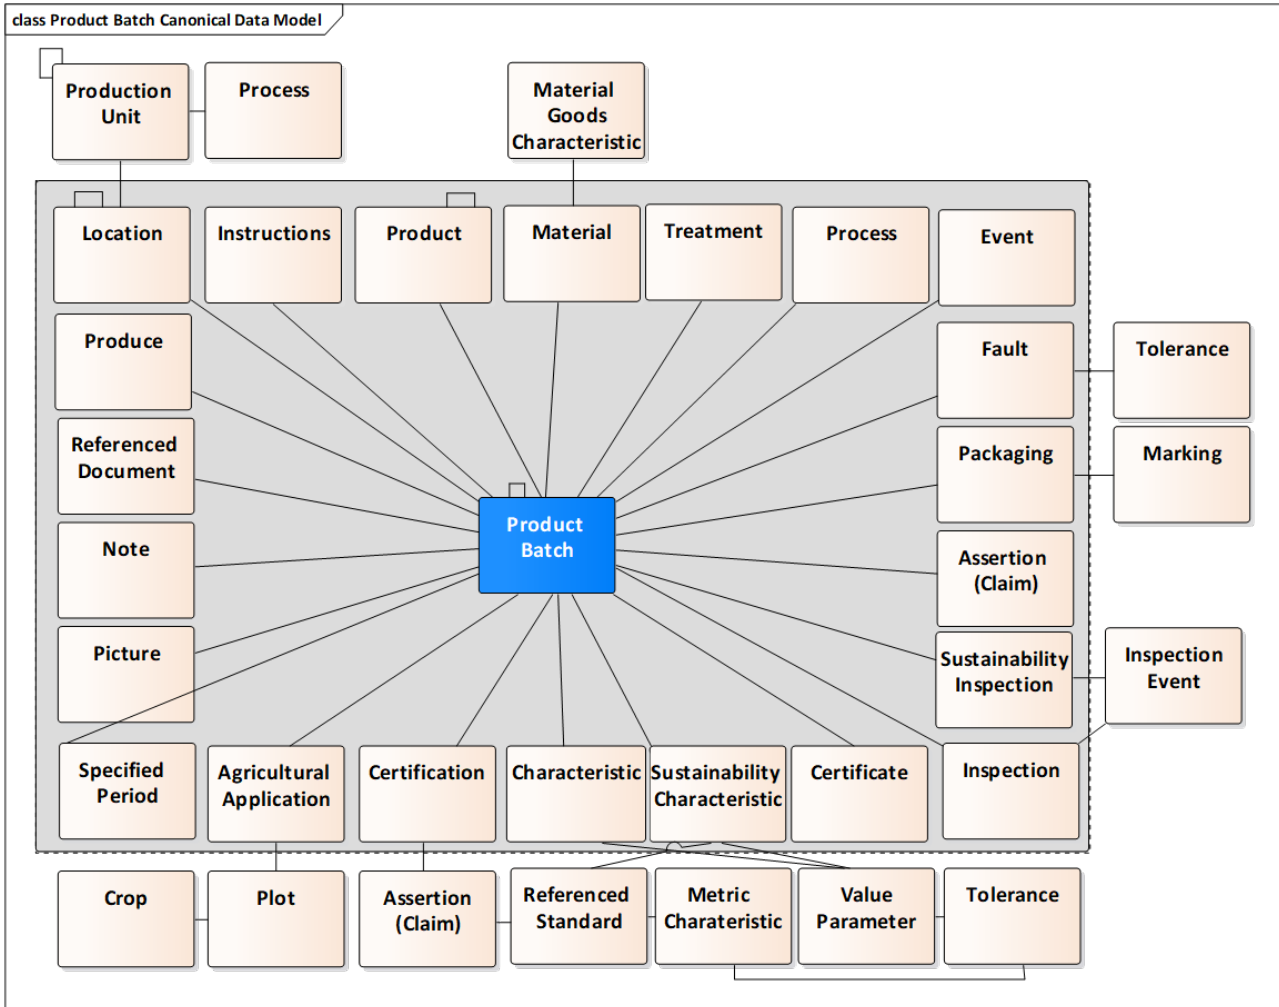 class Product Batch Canonical Data Model
Production
Unit
Process
Material
Goods
Characteristic
Location
Instructions
Product
Material
Treatment
Process
Event
Produce
Fault
Tolerance
Referenced
Document
Packaging
Marking
Product
Batch
Note
Assertion
(Claim)
Picture
Sustainability
Inspection
Inspection
Event
Specified
Period
Agricultural
Application
Certification
Characteristic
Sustainability
Characteristic
Certificate
Inspection
Crop
Plot
Assertion
(Claim)
Referenced
Standard
Metric
Charateristic
Value
Parameter
Tolerance